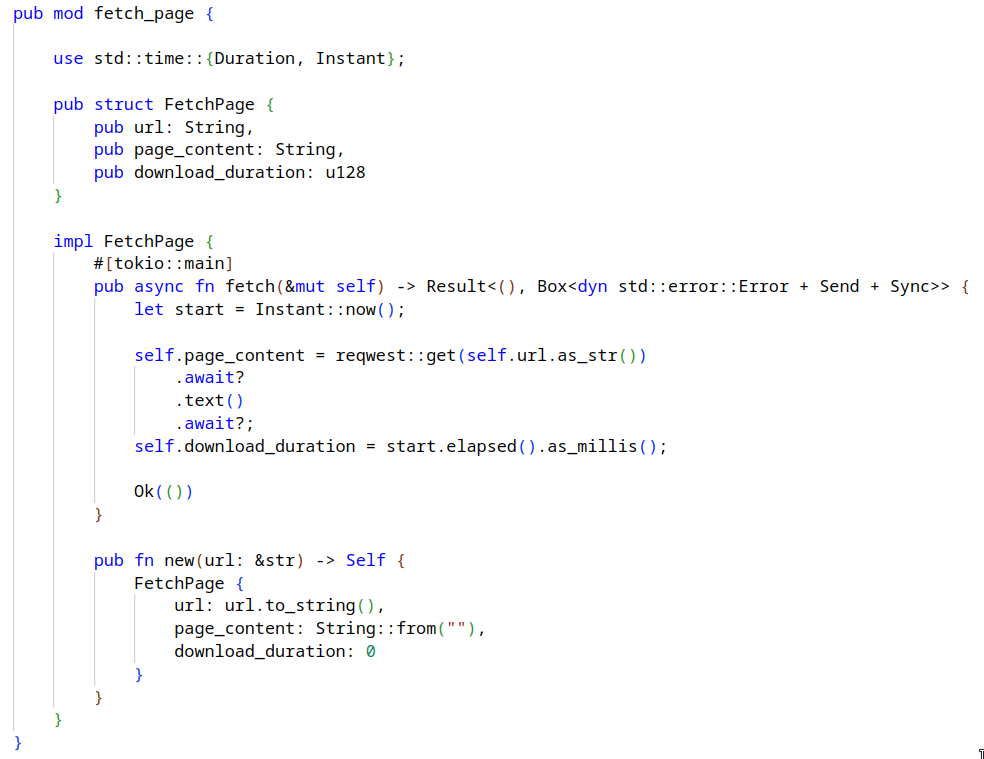 pub mod fetch_page {
use std::time::{Duration, Instant};
pub struct FetchPage {
pub url: String,
pub page_content: String,
pub download_duration: u128
}
impl FetchPage {
#[tokio::main]
pub async fn fetch(&mut self) -> Result<(), Box<dyn std::error::Error + Send + Sync>> {
let start = Instant::now();
self.page_content = reqwest::get(self.url.as_str())
.await?
.text()
.await?;
self.download_duration = start.elapsed().as_millis();
Ok(())
}
pub fn new(url: &str) -> Self {
FetchPage {
url: url.to_string(),
page_content: String::from(""),
download_duration: 0
}
}
}
}